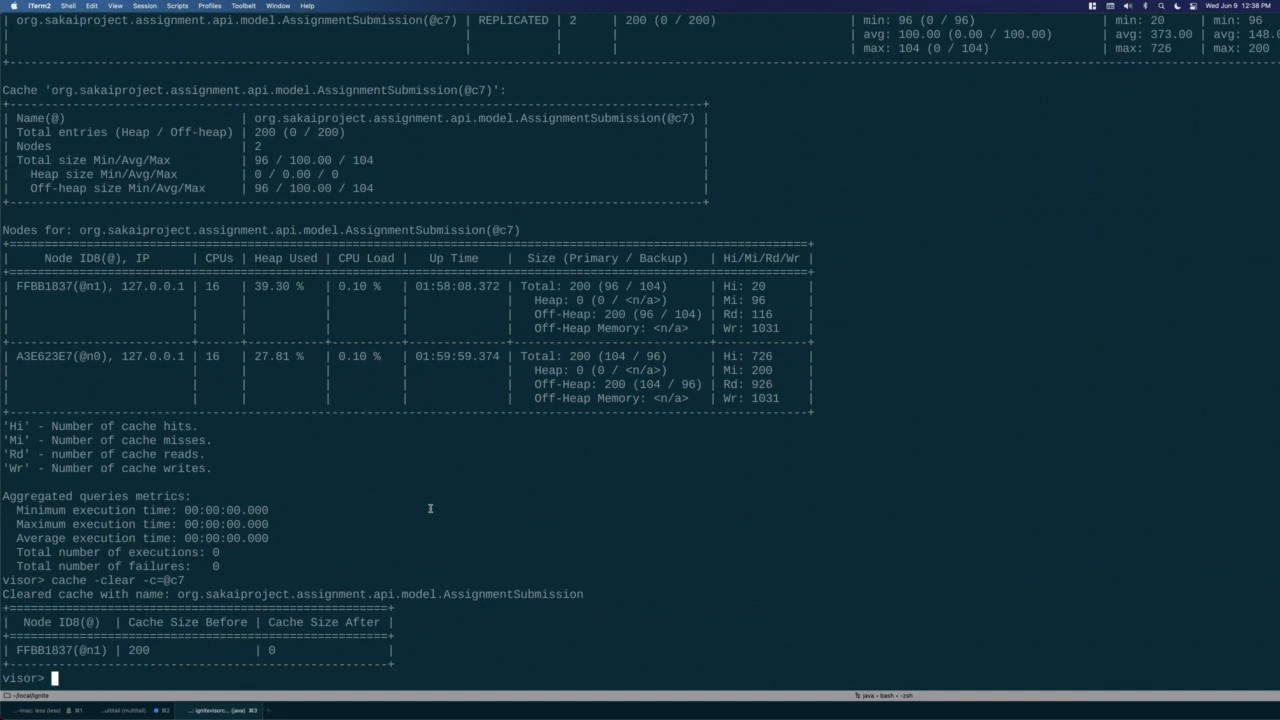 iTerm2 Shell Edit View Session Scripts Profiles Toolbelt Window Help Wed Jun 9 12:38 PM
| org.sakaiproject.assignment.api.model.AssignmentSubmission(@c7) | REPLICATED | 2 | 200 (0 / 200) | min: 96 (0 / 96) | min: 20 | min: 96
| | | | | avg: 100.00 (0.00 / 100.00) | avg: 373.00 | avg: 148.0
| | | | | max: 104 (0 / 104) | max: 726 | max: 200
Cache 'org.sakaiproject.assignment.api.model.AssignmentSubmission(@c7)':
| Name(@) | org.sakaiproject.assignment.api.model.AssignmentSubmission(@c7) |
| Total entries (Heap / Off-heap) | 200 (0 / 200) |
| Nodes | 2 |
| Total size Min/Avg/Max | 96 / 100.00 / 104 |
| Heap size Min/Avg/Max | 0 / 0.00 / 0 |
| Off-heap size Min/Avg/Max | 96 / 100.00 / 104 |
Nodes for: org.sakaiproject.assignment.api.model.AssignmentSubmission(@c7)
| Node ID8(@), IP | CPUs | Heap Used | CPU Load | Up Time | Size (Primary / Backup) | Hi/Mi/Rd/Wr |
| FFBB1837(@n1), 127.0.0.1 | 16 | 39.30 % | 0.10 % | 01:58:08.372 | Total: 200 (96 / 104) | Hi: 20 |
| | | | | | Heap: 0 (0 / <n/a>) | Mi: 96 |
| | | | | | Off-Heap: 200 (96 / 104) | Rd: 116 |
| | | | | | Off-Heap Memory: <n/a> | Wr: 1031 |
| A3E623E7(@n0), 127.0.0.1 | 16 | 27.81 % | 0.10 % | 01:59:59.374 | Total: 200 (104 / 96) | Hi: 726 |
| | | | | | Heap: 0 (0 / <n/a>) | Mi: 200 |
| | | | | | Off-Heap: 200 (104 / 96) | Rd: 926 |
| | | | | | Off-Heap Memory: <n/a> | Wr: 1031 |
'Hi' - Number of cache hits.
'Mi' - Number of cache misses.
'Rd' - number of cache reads.
'Wr' - Number of cache writes.
Aggregated queries metrics:
Minimum execution time: 00:00:00.000
Maximum execution time: 00:00:00.000
Average execution time: 00:00:00.000
Total number of executions: 0
Total number of failures: 0
visor> cache -clear -c=@c7
Cleared cache with name: org.sakaiproject.assignment.api.model.AssignmentSubmission
| Node ID8(@) | Cache Size Before | Cache Size After |
| FFBB1837(@n1) | 200 | 0 |
visor>
~/local/ignite java • bash • -zsh
...-imac: less (less) ⌘1 ...ultitail (multitail) ⌘2 ...: ignitevisorc... (java) ⌘3